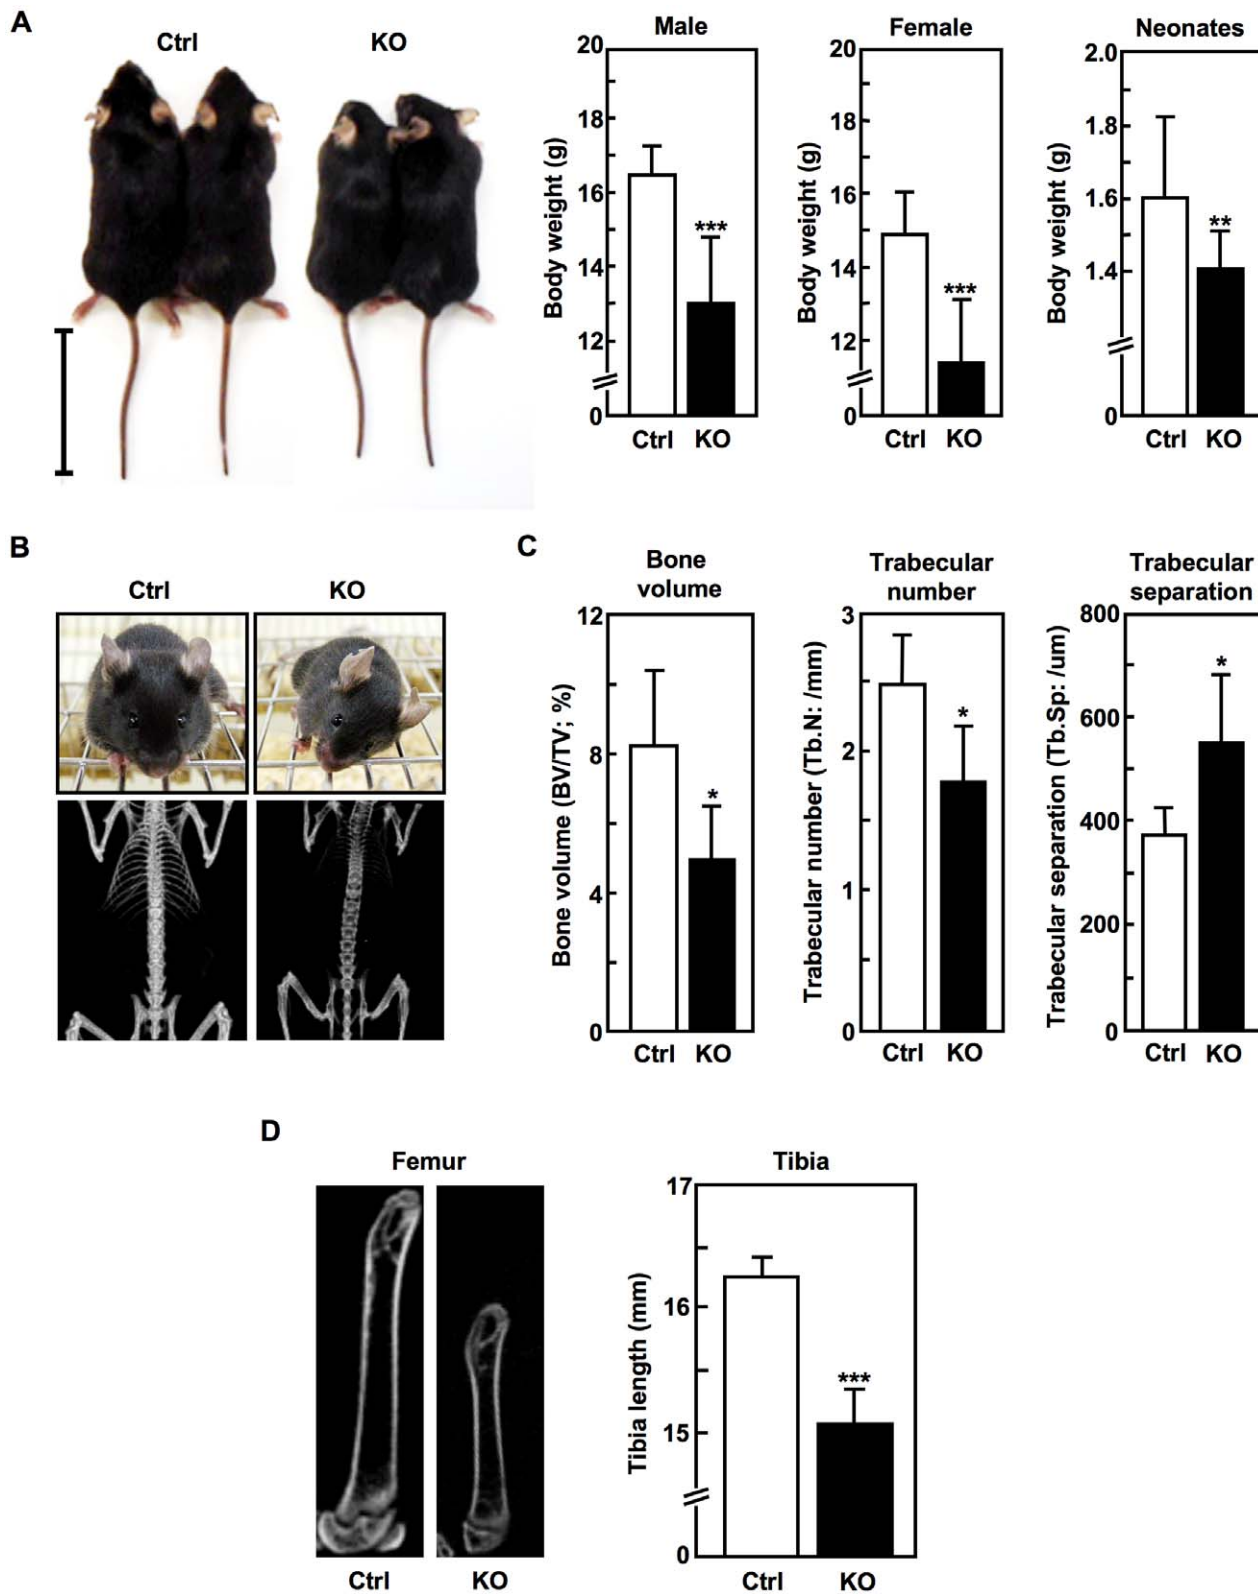 A
Ctrl KO
Male
Body weight (g)
20
18
16
14
12
0
***
Ctrl KO
Female
Body weight (g)
20
18
16
14
12
0
***
Ctrl KO
Neonates
Body weight (g)
2.0
1.8
1.6
1.4
0
**
Ctrl KO
B
Ctrl KO
C
Bone
volume
Bone volume (BV/TV; %)
12
8
4
0
*
Ctrl KO
Trabecular
number
Trabecular number (Tb.N: /mm)
3
2
1
0
*
Ctrl KO
Trabecular
separation
Trabecular separation (Tb.Sp: /um)
800
600
400
200
0
*
Ctrl KO
D
Femur
Ctrl KO
Tibia
Tibia length (mm)
17
16
15
0
***
Ctrl KO